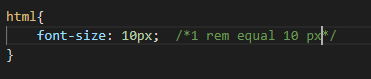 html{
    font-size: 10px;  /*1 rem equal 10 px*/
}